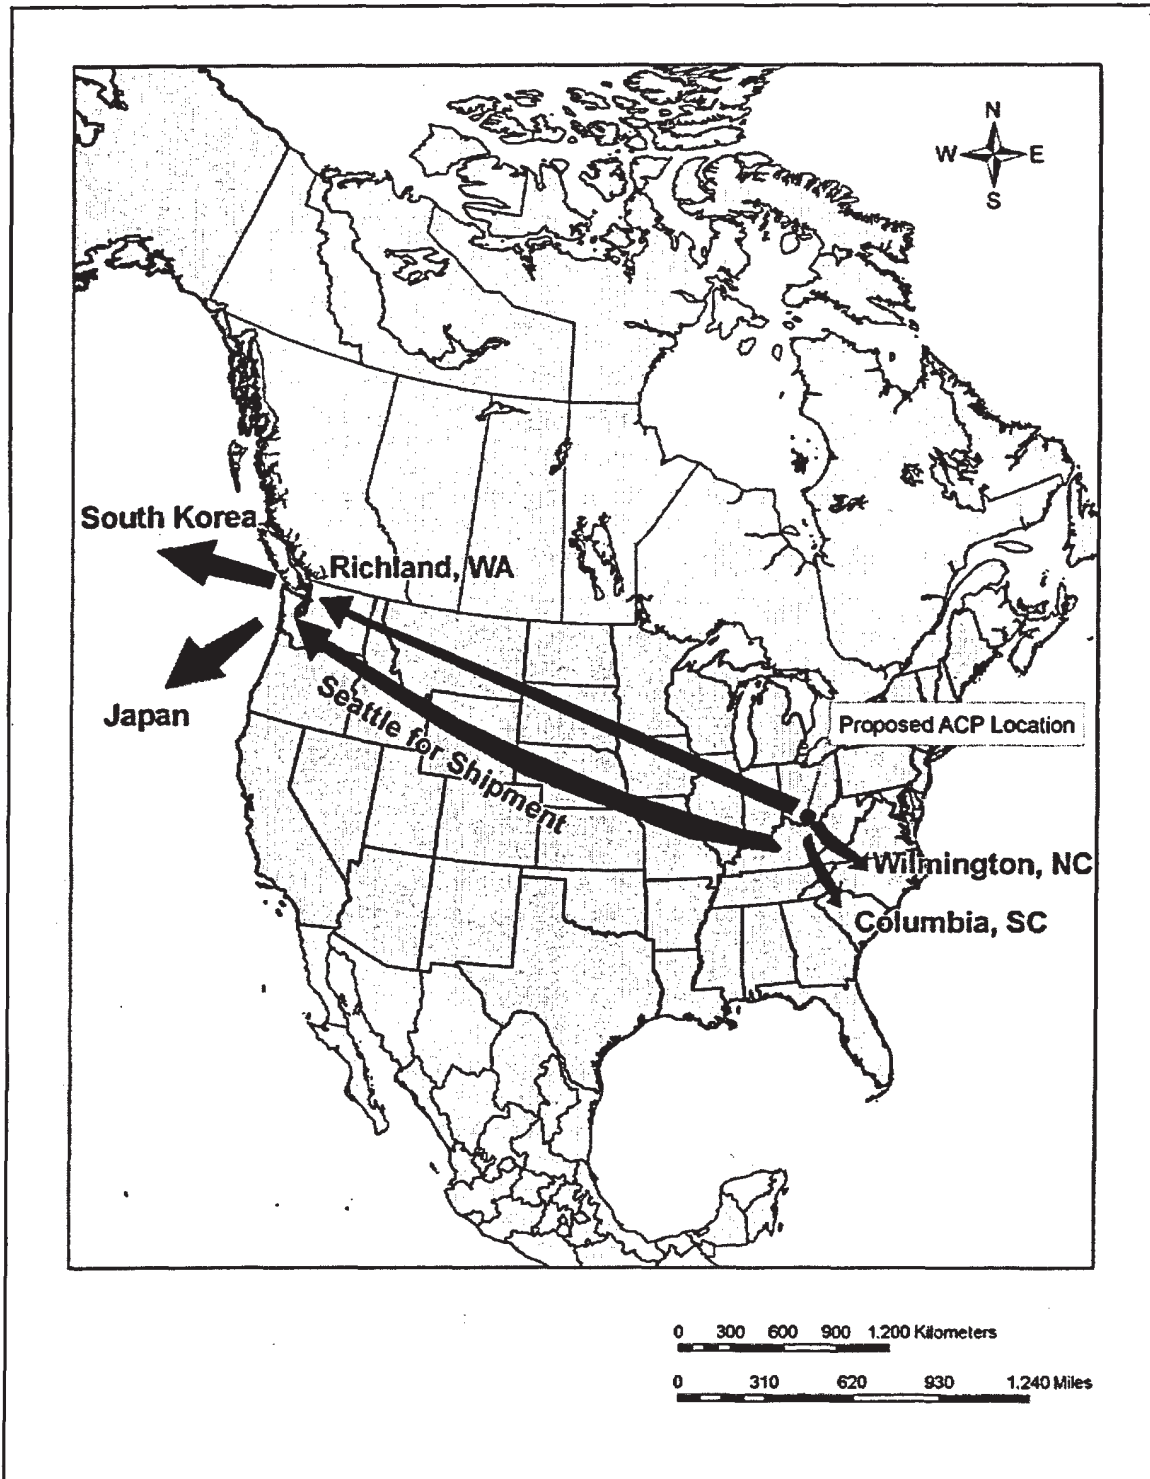 N
W E
S
South Korea
Richland, WA
Japan
Seattle for Shipment
Proposed ACP Location
Wilmington, NC
Columbia, SC
0 300 600 900 1.200 Kilometers
0 310 620 930 1.240 Miles